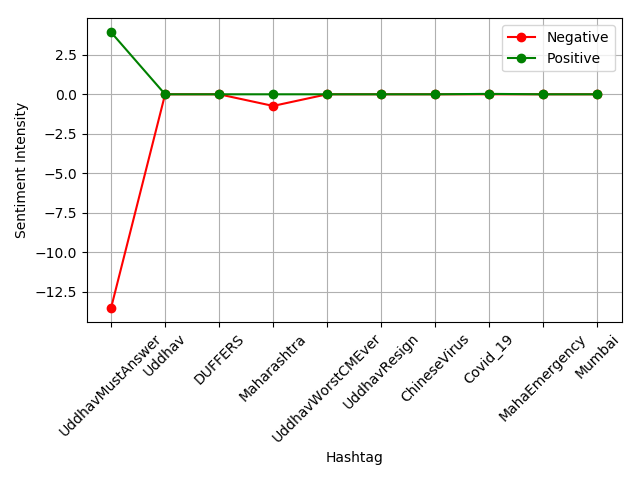 Negative
Positive
2.5
0.0
−2.5
−5.0
−7.5
−10.0
−12.5
Sentiment Intensity
UddhavMustAnswer
Uddhav
DUFFERS
Maharashtra
UddhavWorstCMEver
UddhavResign
ChineseVirus
Covid_19
MahaEmergency
Mumbai
Hashtag